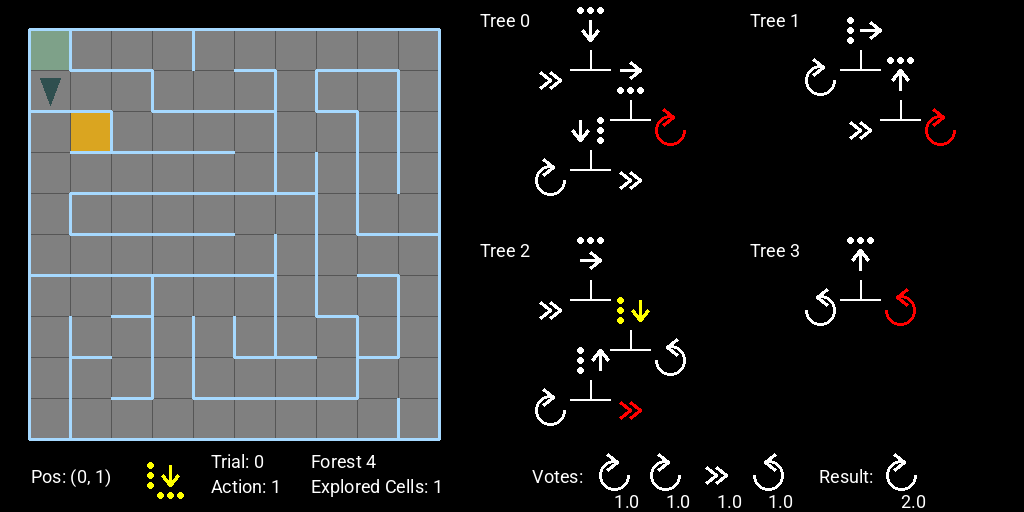 Tree 0
Tree 1
Tree 2
Tree 3
Pos: (0, 1)
Trial: 0
Forest 4
Action: 1
Explored Cells: 1
Votes:
1.0
1.0
1.0
1.0
Result:
2.0